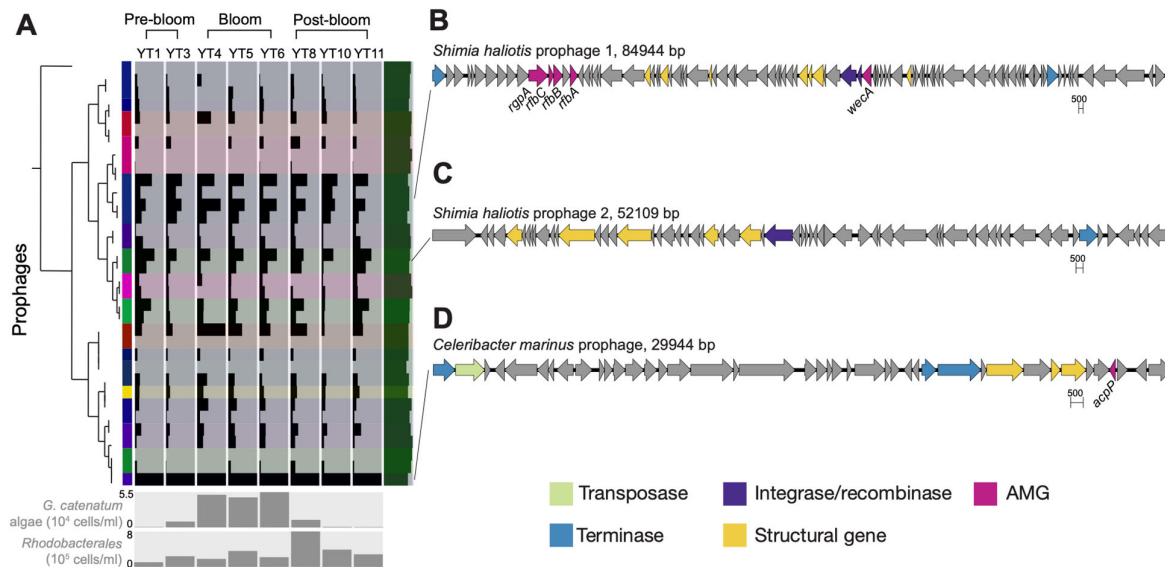 A
Pre-bloom
Bloom
Post-bloom
YT1 YT3 YT4 YT5 YT6 YT8 YT10 YT11
Prophages
5.5
0
G. catenatum
algae (10⁴ cells/ml)
8
0
Rhodobacterales
(10⁵ cells/ml)
B
Shimia haliotis prophage 1, 84944 bp
rgpA
rfbC
rfbB
rfbA
wecA
500
C
Shimia haliotis prophage 2, 52109 bp
500
D
Celeribacter marinus prophage, 29944 bp
500
acpP
Transposase
Integrase/recombinase
AMG
Terminase
Structural gene